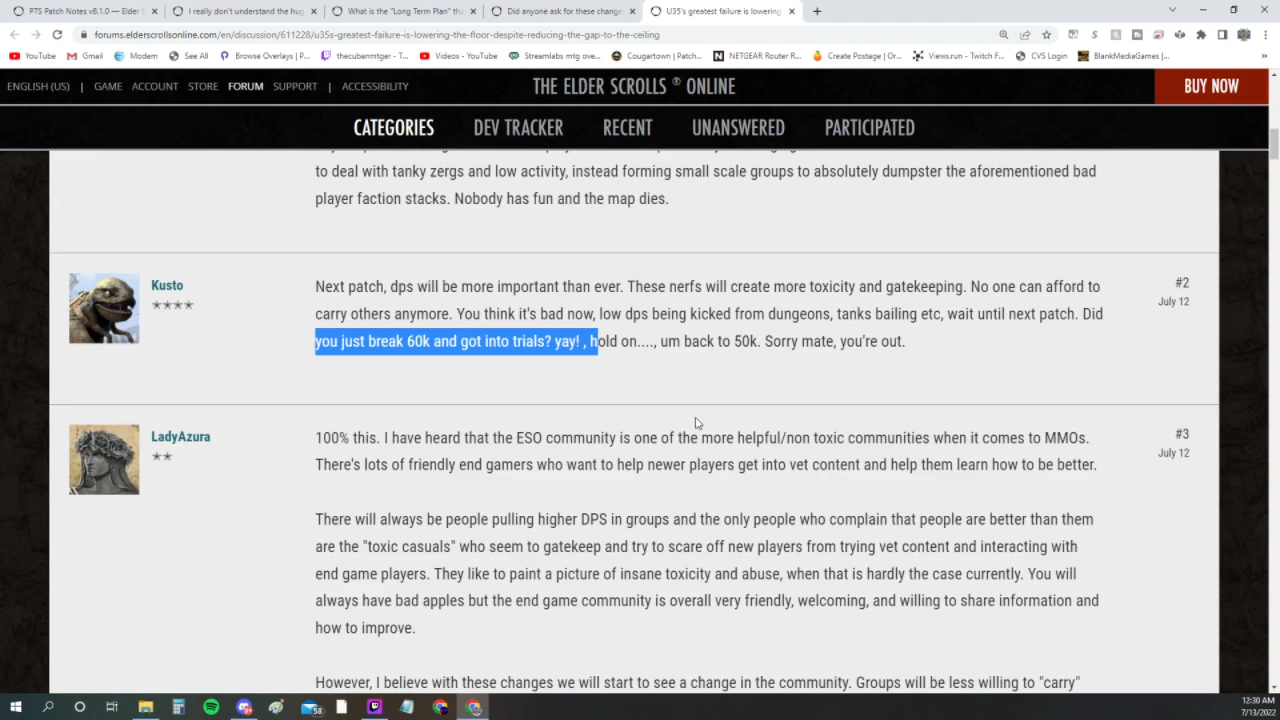 PTS Patch Notes v8.1.0 — Elder S
I really don't understand the hug
What is the "Long Term Plan" tha
Did anyone ask for these change
U35's greatest failure is lowering
forums.elderscrollsonline.com/en/discussion/611228/u35s-greatest-failure-is-lowering-the-floor-despite-reducing-the-gap-to-the-ceiling
YouTube
Gmail
Modem
See All
Browse Overlays | P...
thecubanmtger - T...
Videos - YouTube
Streamlabs mtg ove...
Cougartown | Patch...
NETGEAR Router R...
Create Postage | Or...
Views.run - Twitch F...
CVS Login
BlankMediaGames |...
»
ENGLISH (US) | GAME ACCOUNT STORE FORUM SUPPORT | ACCESSIBILITY
THE ELDER SCROLLS ® ONLINE
BUY NOW
CATEGORIES DEV TRACKER RECENT UNANSWERED PARTICIPATED
to deal with tanky zergs and low activity, instead forming small scale groups to absolutely dumpster the aforementioned bad
player faction stacks. Nobody has fun and the map dies.
Kusto
#2
July 12
Next patch, dps will be more important than ever. These nerfs will create more toxicity and gatekeeping. No one can afford to
carry others anymore. You think it's bad now, low dps being kicked from dungeons, tanks bailing etc, wait until next patch. Did
you just break 60k and got into trials? yay! , hold on...., um back to 50k. Sorry mate, you're out.
LadyAzura
#3
July 12
100% this. I have heard that the ESO community is one of the more helpful/non toxic communities when it comes to MMOs.
There's lots of friendly end gamers who want to help newer players get into vet content and help them learn how to be better.
There will always be people pulling higher DPS in groups and the only people who complain that people are better than them
are the "toxic casuals" who seem to gatekeep and try to scare off new players from trying vet content and interacting with
end game players. They like to paint a picture of insane toxicity and abuse, when that is hardly the case currently. You will
always have bad apples but the end game community is overall very friendly, welcoming, and willing to share information and
how to improve.
However, I believe with these changes we will start to see a change in the community. Groups will be less willing to "carry"
58
12:30 AM
7/13/2022